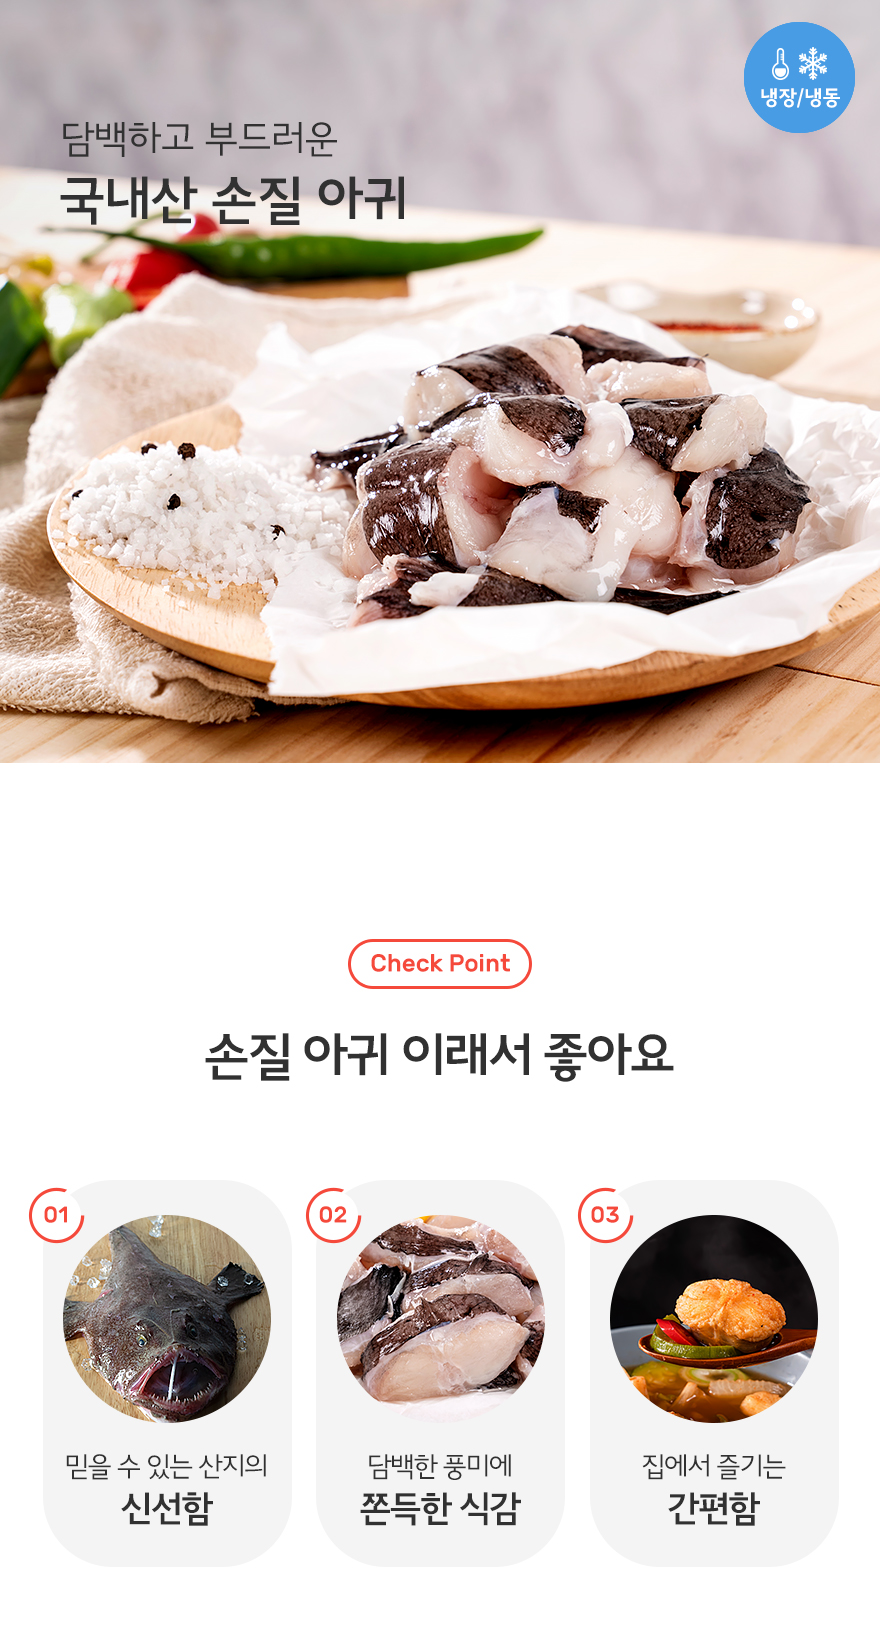 냉장/냉동
담백하고 부드러운
국내산 손질 아귀
Check Point
손질 아귀 이래서 좋아요
01
믿을 수 있는 산지의
신선함
02
담백한 풍미에
쫀득한 식감
03
집에서 즐기는
간편함